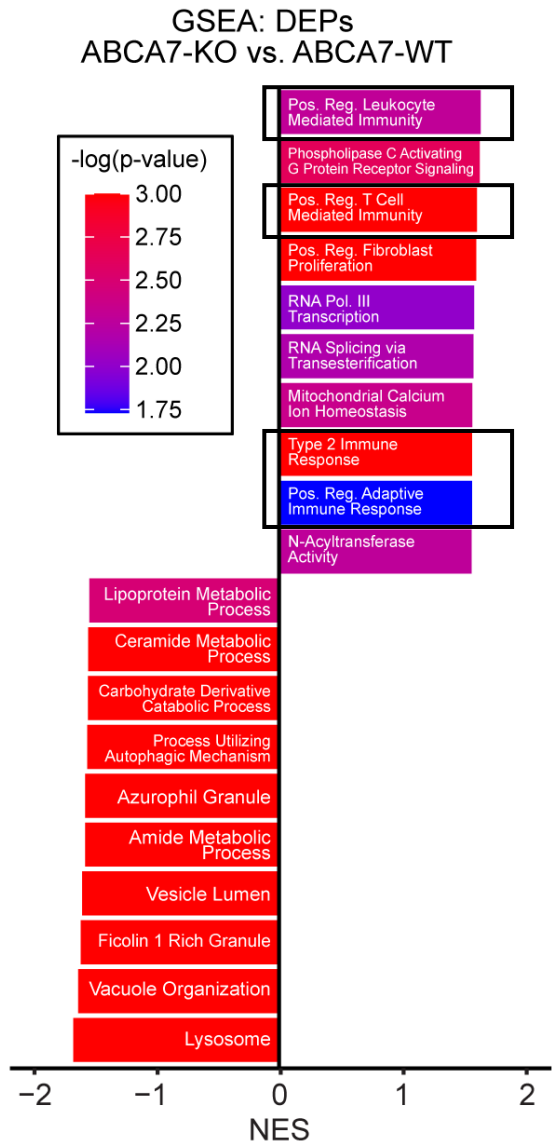 GSEA: DEPs
ABCA7-KO vs. ABCA7-WT
Pos. Reg. Leukocyte
Mediated Immunity
Phospholipase C Activating
G Protein Receptor Signaling
Pos. Reg. T Cell
Mediated Immunity
Pos. Reg. Fibroblast
Proliferation
RNA Pol. III
Transcription
RNA Splicing via
Transesterification
Mitochondrial Calcium
Ion Homeostasis
Type 2 Immune
Response
Pos. Reg. Adaptive
Immune Response
N-Acyltransferase
Activity
-log(p-value)
3.00
2.75
2.50
2.25
2.00
1.75
Lipoprotein Metabolic
Process
Ceramide Metabolic
Process
Carbohydrate Derivative
Catabolic Process
Process Utilizing
Autophagic Mechanism
Azurophil Granule
Amide Metabolic
Process
Vesicle Lumen
Ficolin 1 Rich Granule
Vacuole Organization
Lysosome
−2 −1 0 1 2
NES